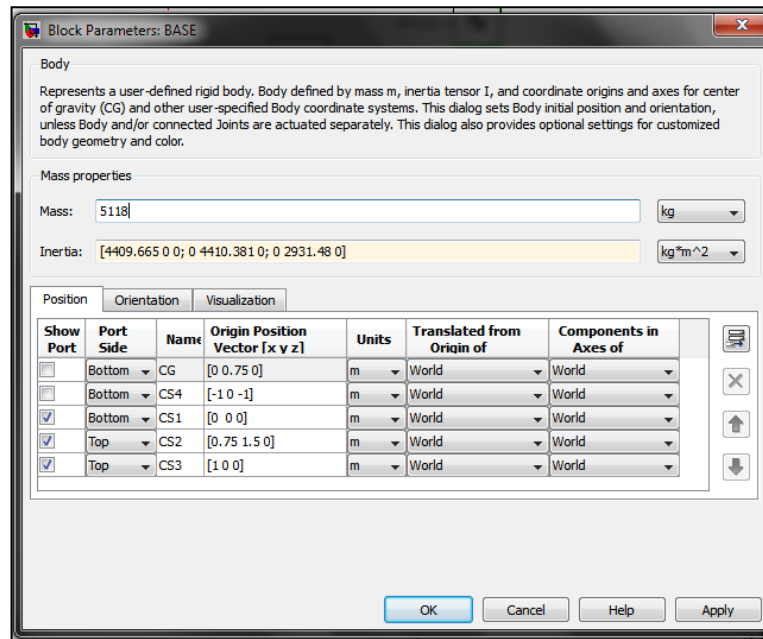 Block Parameters: BASE
Body
Represents a user-defined rigid body. Body defined by mass m, inertia tensor I, and coordinate origins and axes for center
of gravity (CG) and other user-specified Body coordinate systems. This dialog sets Body initial position and orientation,
unless Body and/or connected Joints are actuated separately. This dialog also provides optional settings for customized
body geometry and color.
Mass properties
Mass: 5118 kg
Inertia: [4409.665 0 0; 0 4410.381 0; 0 2931.48 0] kg*m^2
Position Orientation Visualization
Show Port Name Origin Position Units Translated from Components in
Port Side Vector [x y z] Origin of Axes of
Bottom CG [0 0.75 0] m World World
Bottom CS4 [-1 0 -1] m World World
Bottom CS1 [0 0 0] m World World
Top CS2 [0.75 1.5 0] m World World
Top CS3 [1 0 0] m World World
OK Cancel Help Apply